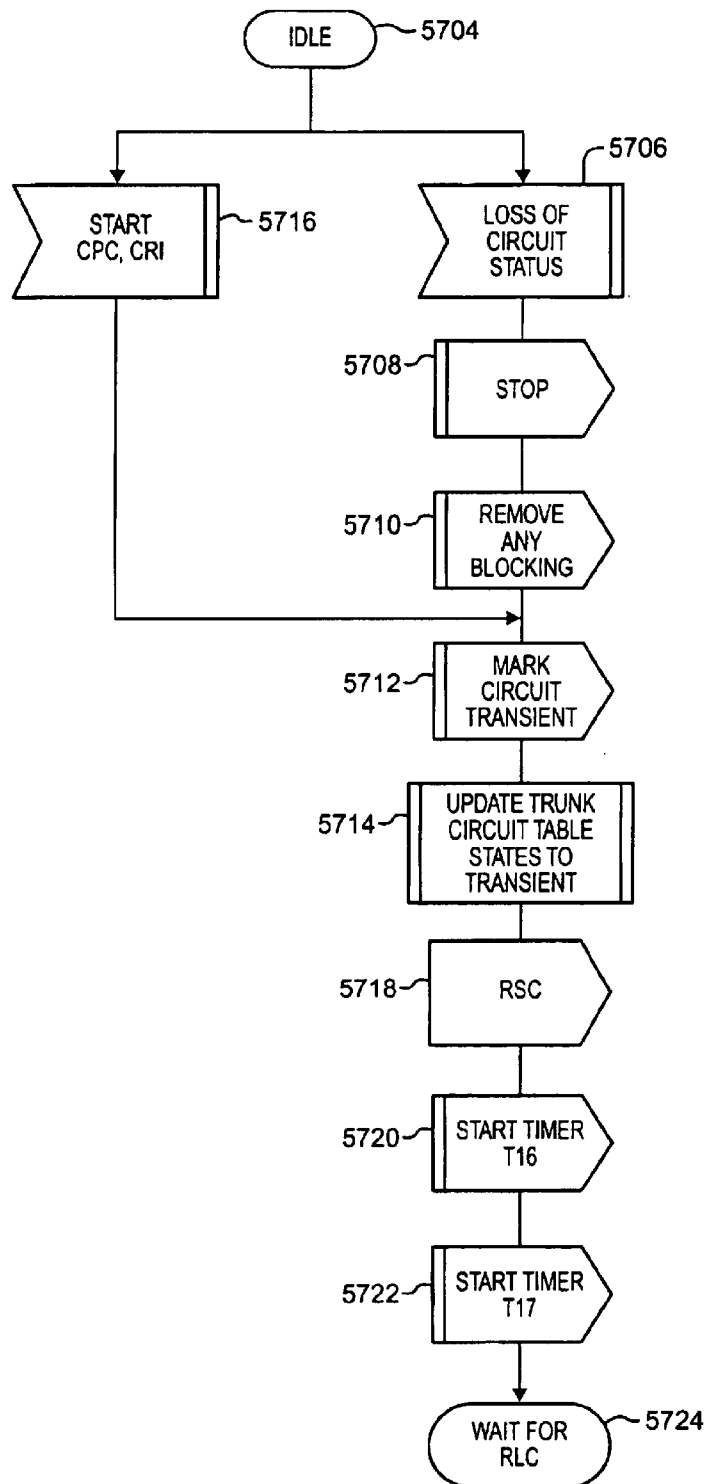 IDLE
5704
5706
START
CPC, CRI
5716
LOSS OF
CIRCUIT
STATUS
5708
STOP
5710
REMOVE
ANY
BLOCKING
5712
MARK
CIRCUIT
TRANSIENT
5714
UPDATE TRUNK
CIRCUIT TABLE
STATES TO
TRANSIENT
5718
RSC
5720
START TIMER
T16
5722
START TIMER
T17
WAIT FOR
RLC
5724